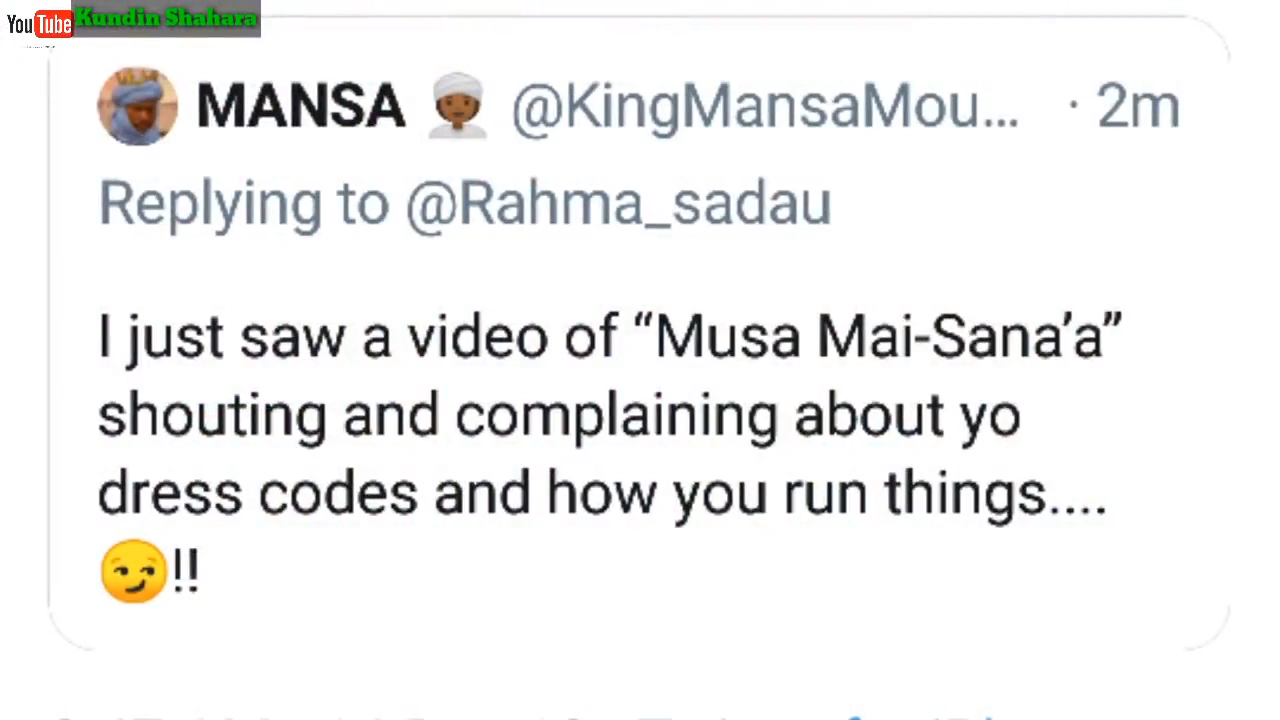 YouTube Kundin Shahara
MANSA @KingMansaMou... · 2m
Replying to @Rahma_sadau
I just saw a video of “Musa Mai-Sana’a”
shouting and complaining about yo
dress codes and how you run things....
😏!!